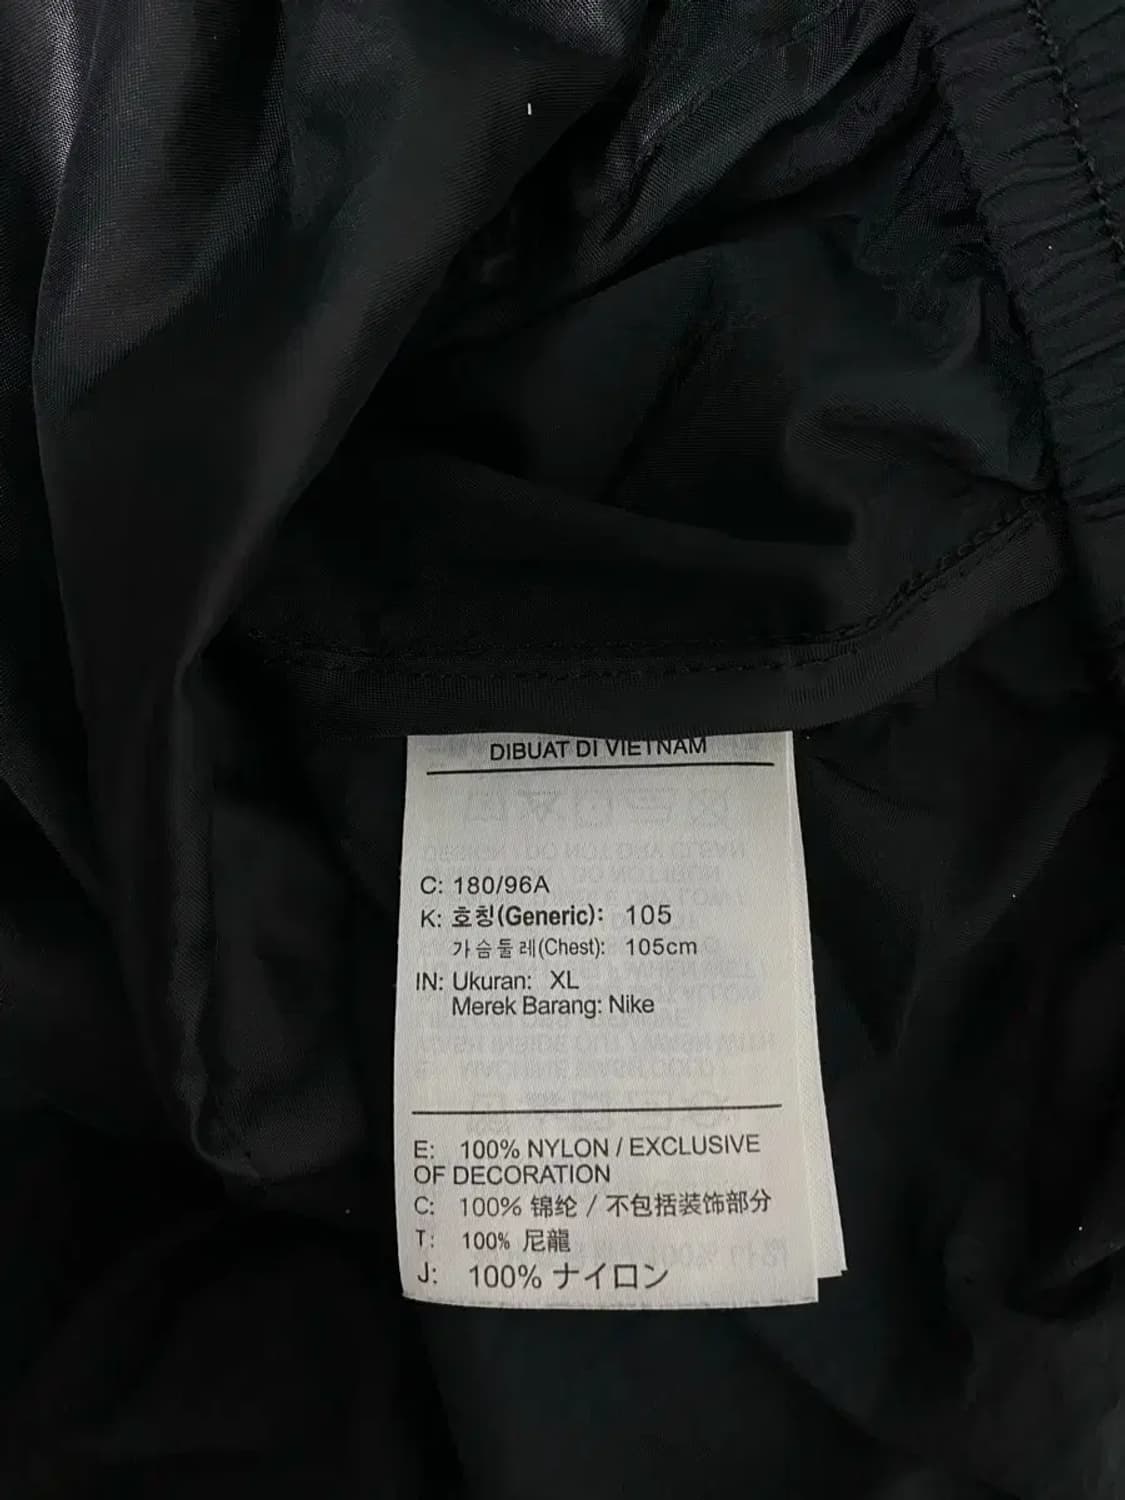 DIBUAT DI VIETNAM
C: 180/96A
K: 호칭(Generic): 105
가슴둘레(Chest): 105cm
IN: Ukuran: XL
Merek Barang: Nike
E: 100% NYLON / EXCLUSIVE
OF DECORATION
C: 100% 锦纶 / 不包括装饰部分
T: 100% 尼龍
J: 100% ナイロン